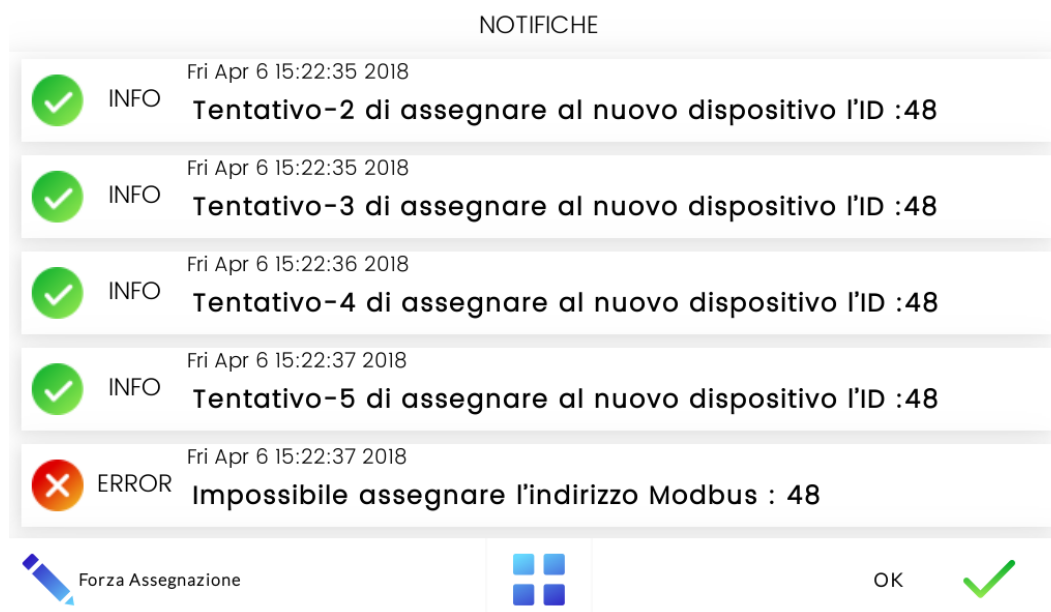 NOTIFICHE
Fri Apr 6 15:22:35 2018
INFO
Tentativo-2 di assegnare al nuovo dispositivo l'ID :48
Fri Apr 6 15:22:35 2018
INFO
Tentativo-3 di assegnare al nuovo dispositivo l'ID :48
Fri Apr 6 15:22:36 2018
INFO
Tentativo-4 di assegnare al nuovo dispositivo l'ID :48
Fri Apr 6 15:22:37 2018
INFO
Tentativo-5 di assegnare al nuovo dispositivo l'ID :48
Fri Apr 6 15:22:37 2018
ERROR
Impossibile assegnare l'indirizzo Modbus : 48
Forza Assegnazione
OK